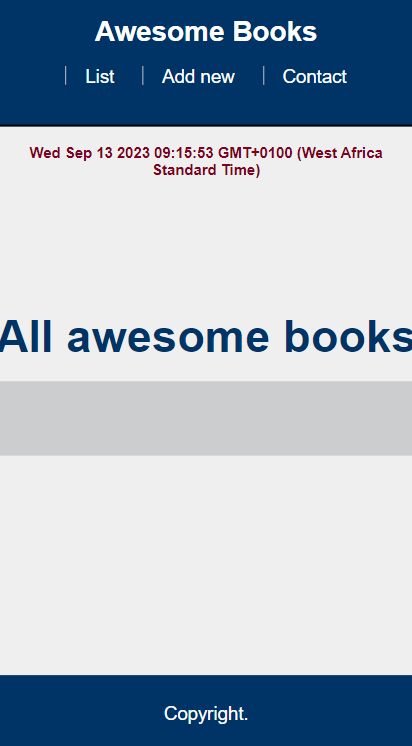 Awesome Books
List
Add new
Contact
Wed Sep 13 2023 09:15:53 GMT+0100 (West Africa
Standard Time)
All awesome books
Copyright.